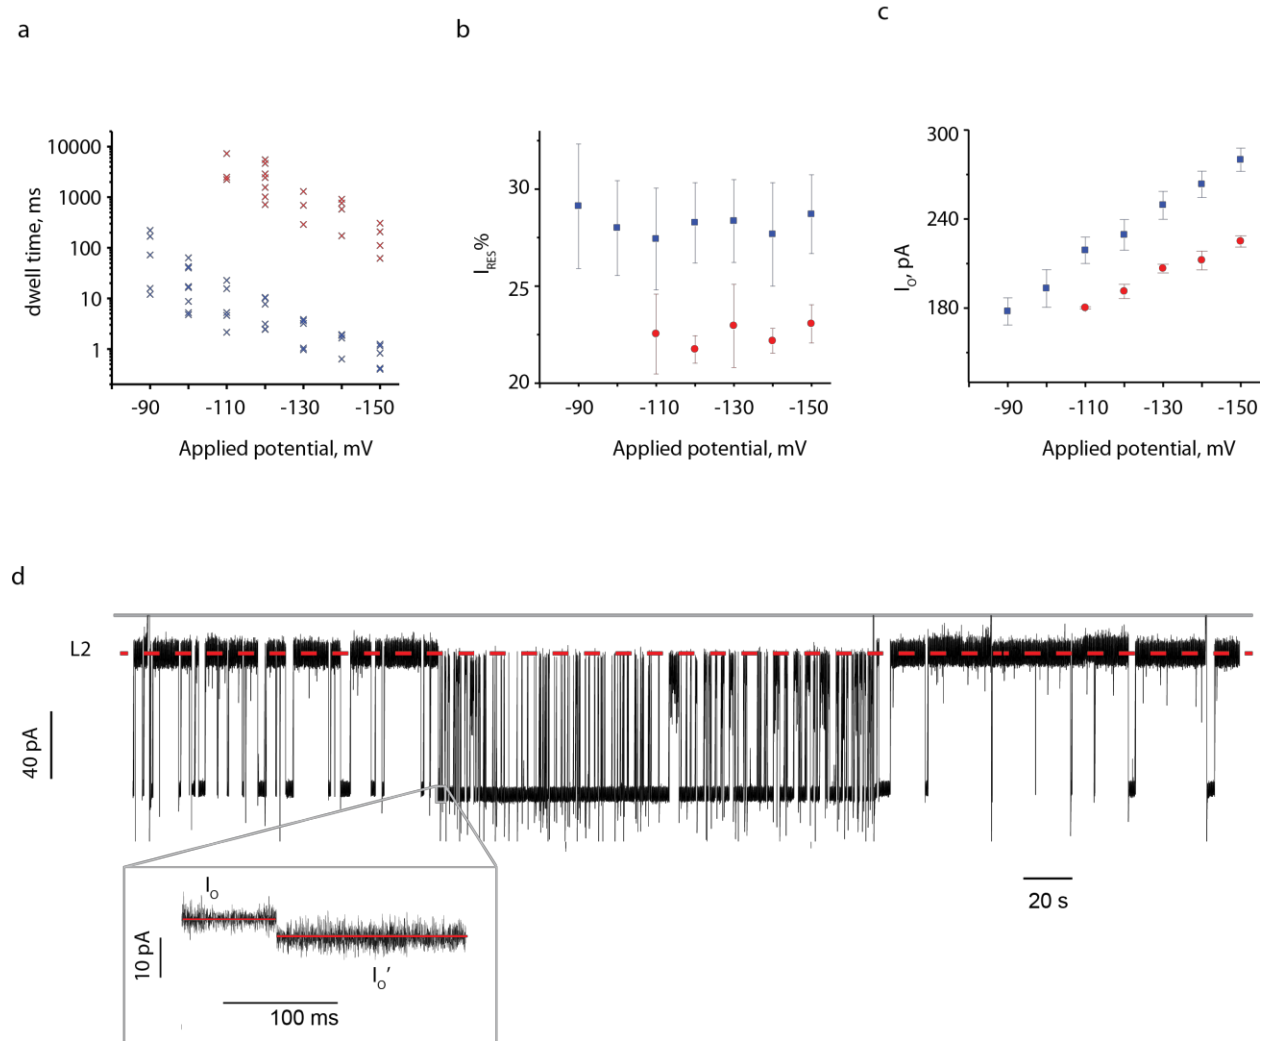 a
b
c
10000
1000
100
10
1
dwell time, ms
-90
-110
-130
-150
Applied potential, mV
30
25
20
I_RES%
-90
-110
-130
-150
Applied potential, mV
300
240
180
I_O, pA
-90
-110
-130
-150
Applied potential, mV
d
L2
40 pA
20 s
I_O
10 pA
I_O'
100 ms